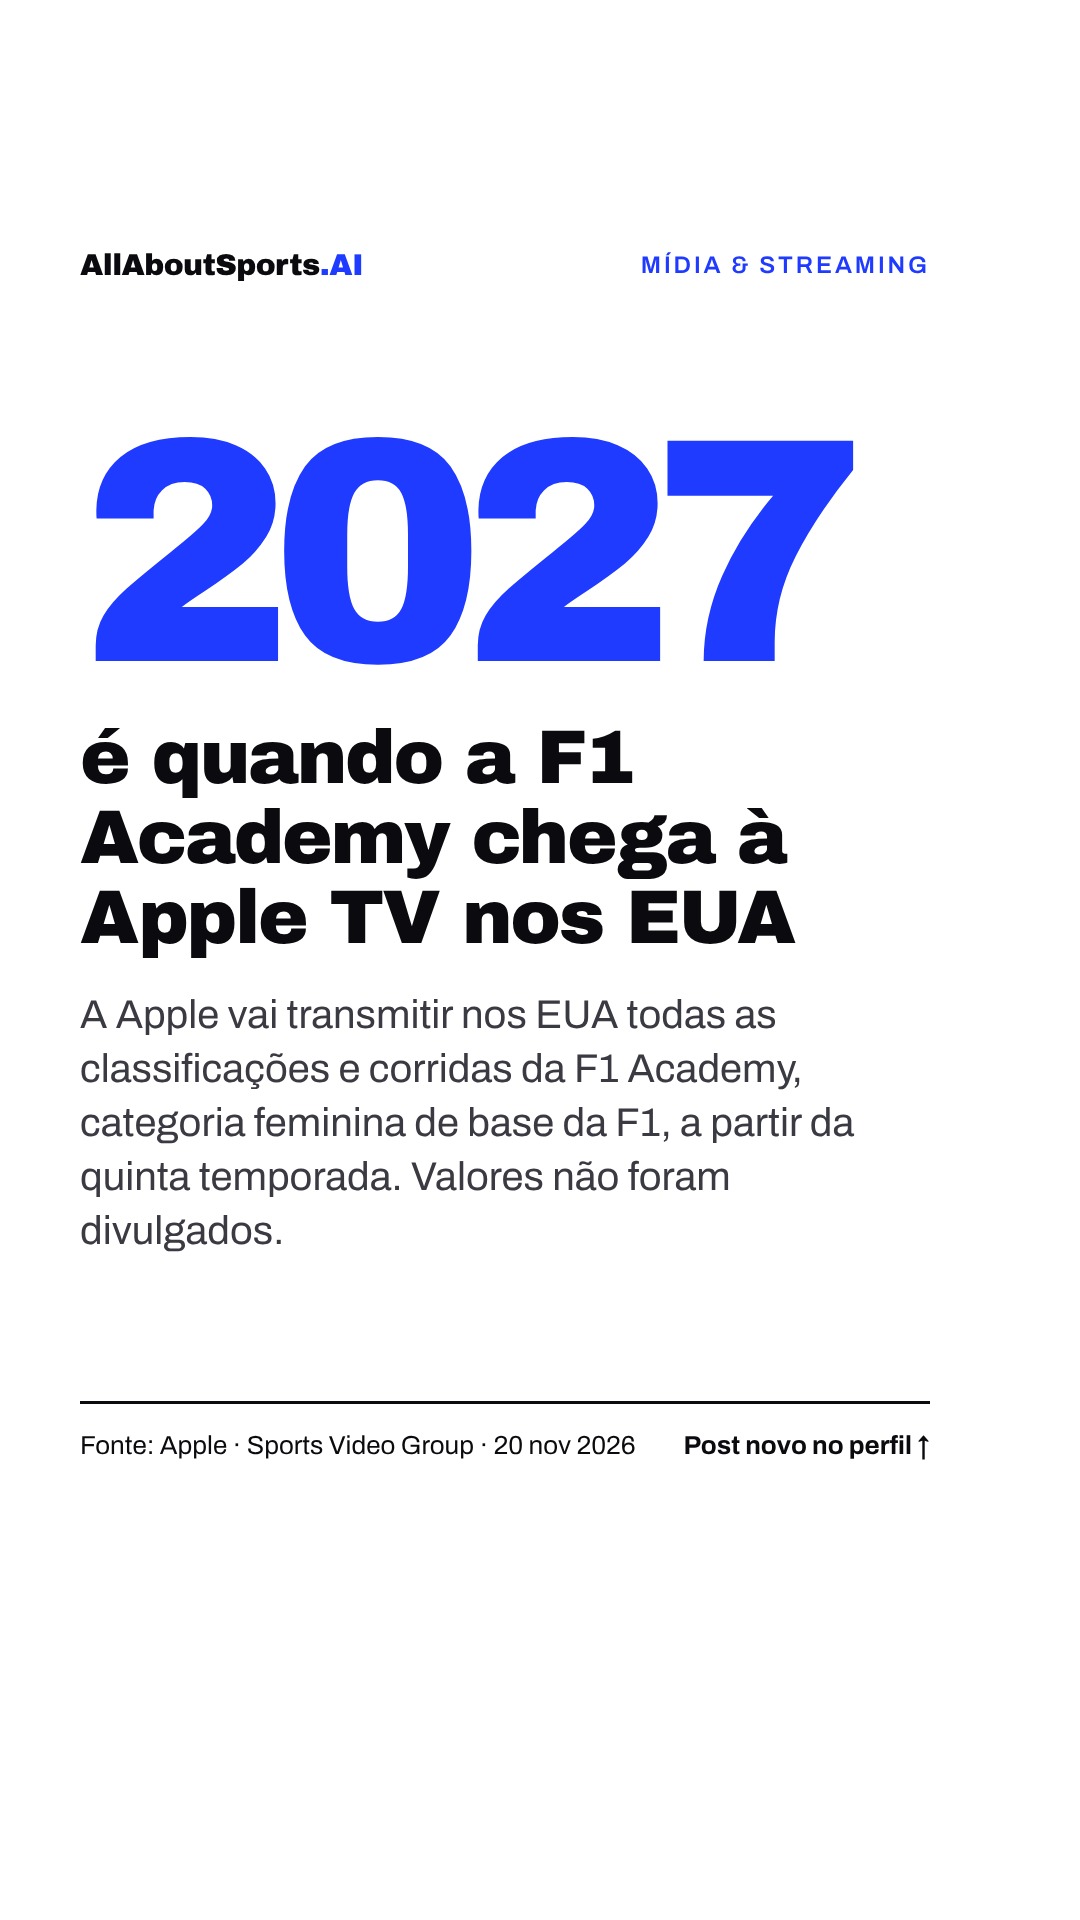 AllAboutSports.AI
MÍDIA & STREAMING
2027
é quando a F1
Academy chega à
Apple TV nos EUA
A Apple vai transmitir nos EUA todas as
classificações e corridas da F1 Academy,
categoria feminina de base da F1, a partir da
quinta temporada. Valores não foram
divulgados.
Fonte: Apple · Sports Video Group · 20 nov 2026
Post novo no perfil ↑